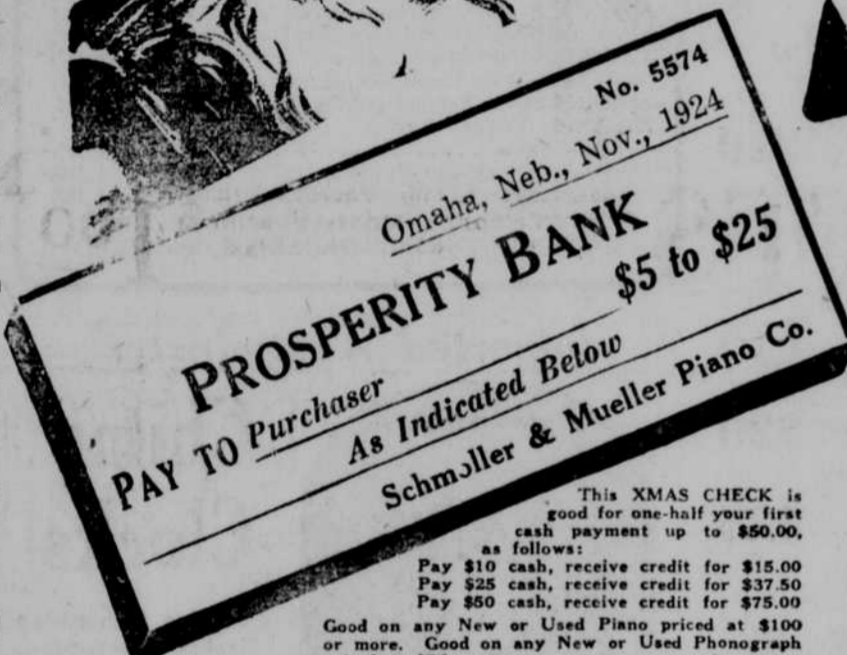 No. 5574
Omaha, Neb., Nov., 1924
PROSPERITY BANK
$5 to $25
PAY TO Purchaser
As Indicated Below
Schmoller & Mueller Piano Co.
This XMAS CHECK is
good for one-half your first
cash payment up to $50.00,
as follows:
Pay $10 cash, receive credit for $15.00
Pay $25 cash, receive credit for $37.50
Pay $50 cash, receive credit for $75.00
Good on any New or Used Piano priced at $100
or more. Good on any New or Used Phonograph